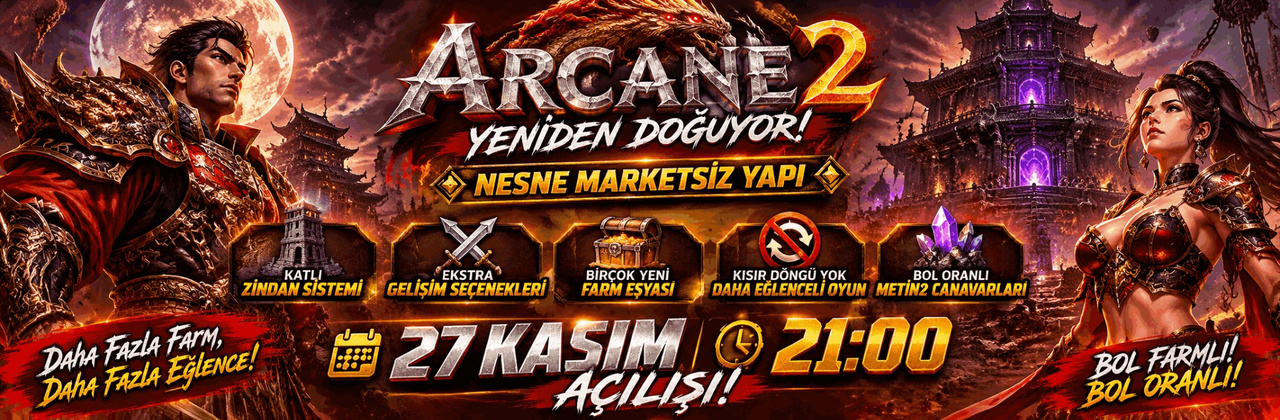 ARCANE2
YENİDEN DOĞUYOR!
NESNE MARKETSİZ YAPI
KATLI
ZİNDAN SİSTEMİ
EKSTRA
GELİŞİM SEÇENEKLERİ
BİRÇOK YENİ
FARM EŞYASI
KISIR DÖNGÜ YOK
DAHA EĞLENCELİ OYUN
BOL ORANLI
METİN2 CANAVARLARI
Daha Fazla Farm,
Daha Fazla Eğlence!
27 KASIM
21:00
AÇILIŞI!
BOL FARMLI!
BOL ORANLI!